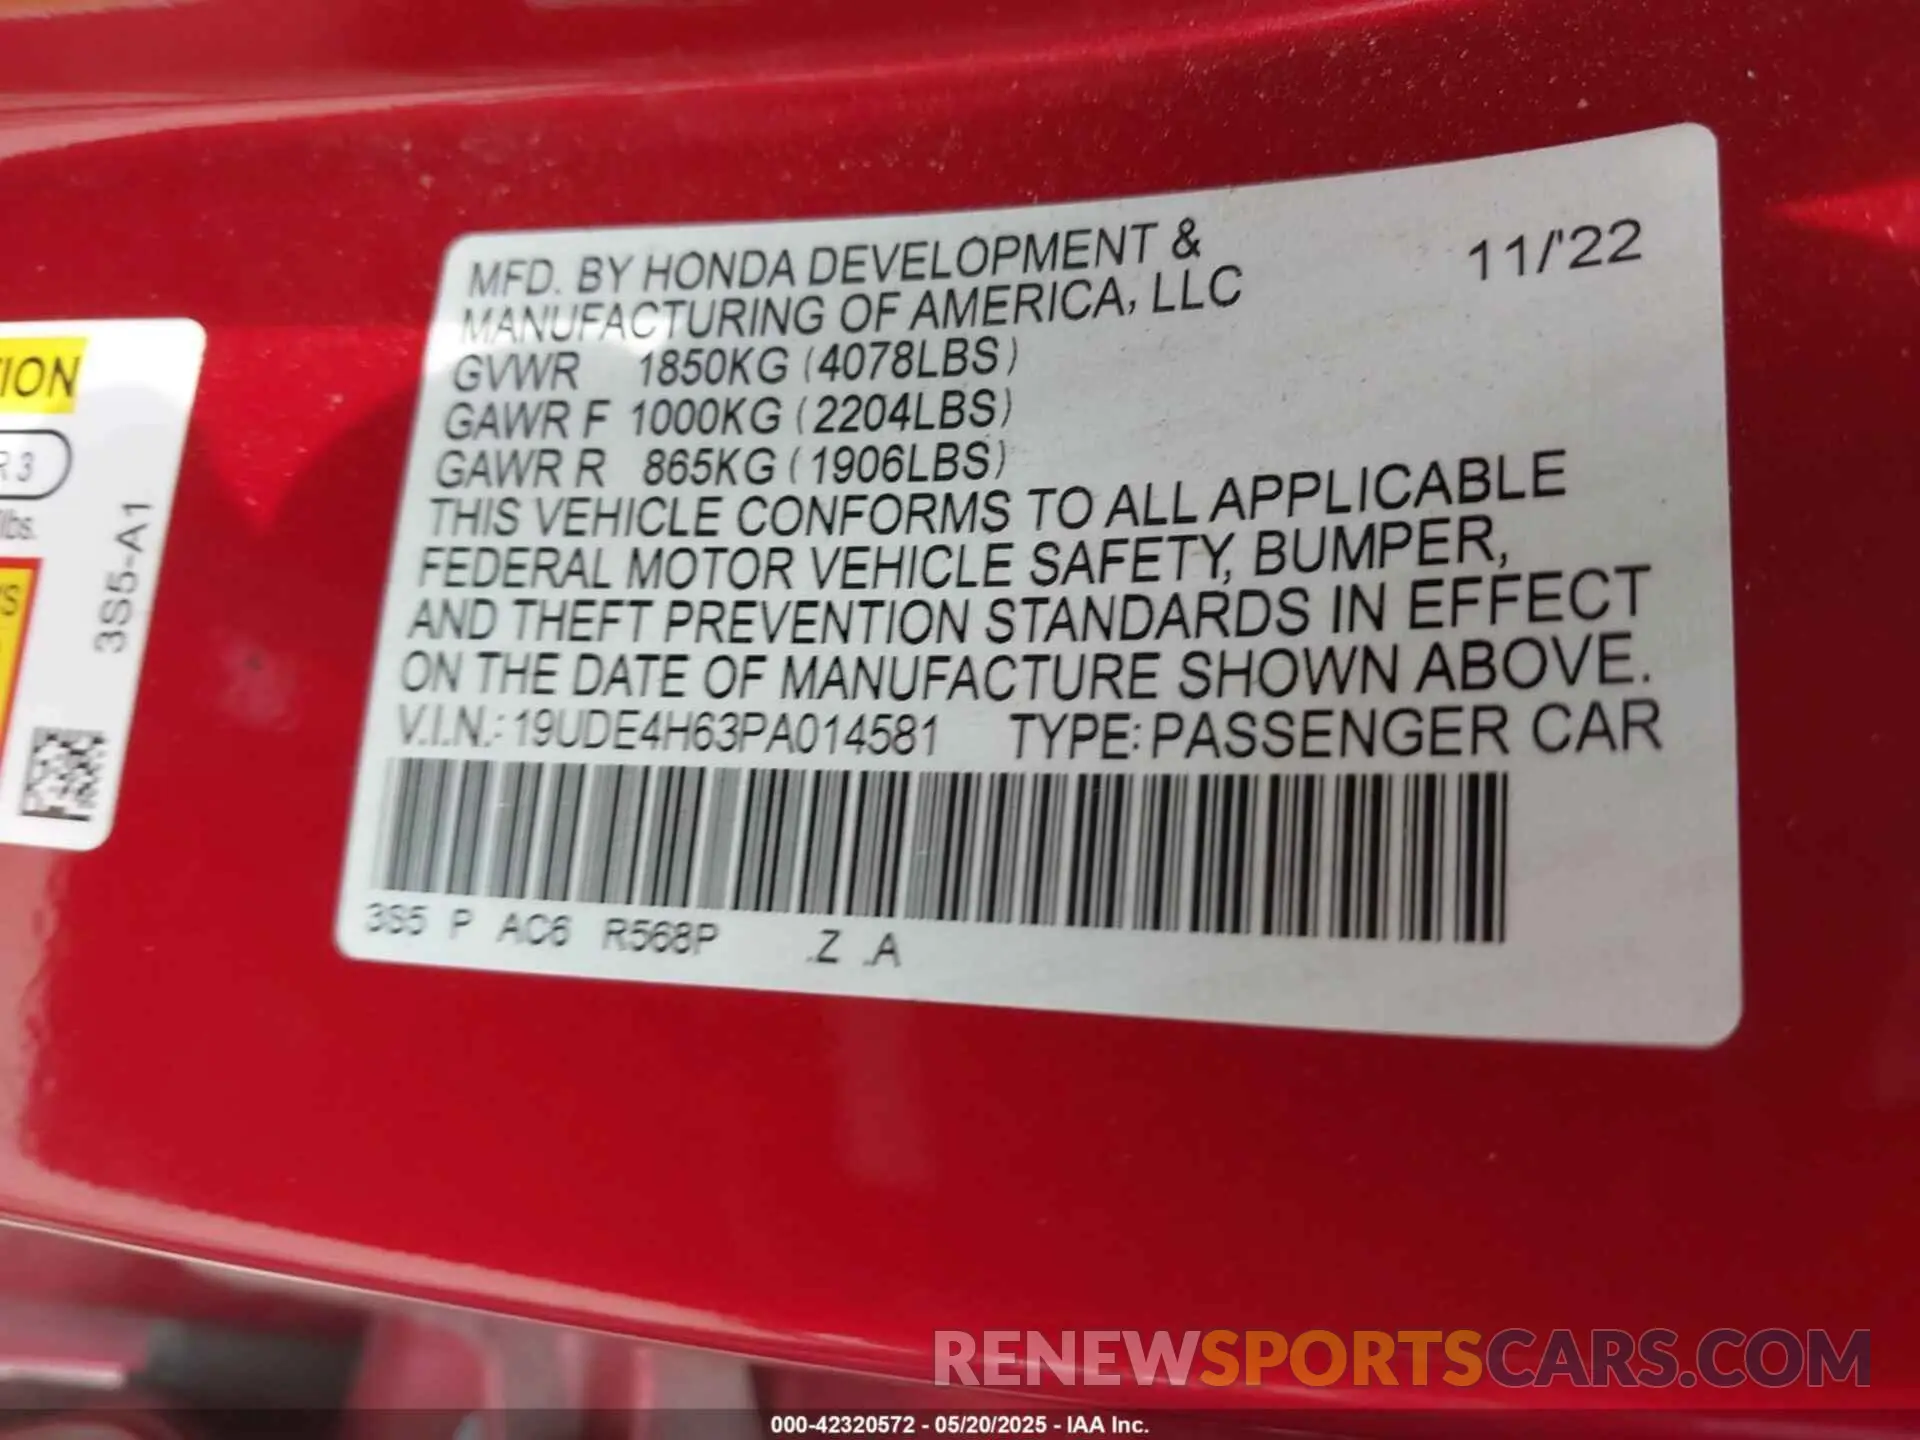 MFD. BY HONDA DEVELOPMENT & 11/'22
MANUFACTURING OF AMERICA, LLC
GVWR 1850KG (4078LBS)
GAWR F 1000KG (2204LBS)
GAWR R 865KG (1906LBS)
THIS VEHICLE CONFORMS TO ALL APPLICABLE
FEDERAL MOTOR VEHICLE SAFETY, BUMPER,
AND THEFT PREVENTION STANDARDS IN EFFECT
ON THE DATE OF MANUFACTURE SHOWN ABOVE.
V.I.N.: 19UDE4H63PA014581 TYPE: PASSENGER CAR
3S5 P AC6 R568P .Z .A
TION
R 3
lbs.
3S5-A1
RENEWSPORTSCARS.COM
000-42320572 - 05/20/2025 - IAA Inc.